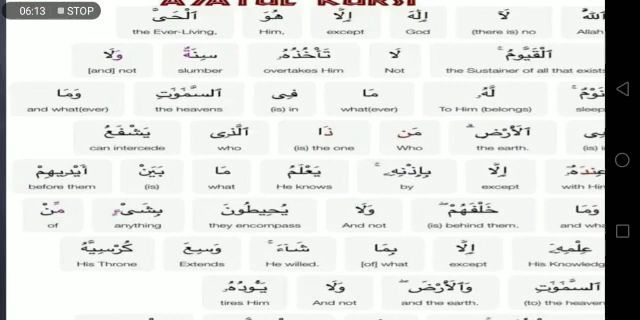 06:13 STOP
AYATUL KURSI
ٱللَّهُ لَآ إِلَٰهَ إِلَّا هُوَ ٱلْحَىُّ
Allah (there is) no God except Him, the Ever-Living,
ٱلْقَيُّومُ ۚ لَا تَأْخُذُهُۥ سِنَةٌ وَلَا
the Sustainer of all that exists Not overtakes Him slumber [and] not
نَوْمٌ ۚ لَّهُۥ مَا فِى ٱلسَّمَٰوَٰتِ وَمَا
sleep To Him (belongs) what(ever) (is) in the heavens and what(ever)
فِى ٱلْأَرْضِ ۗ مَن ذَا ٱلَّذِى يَشْفَعُ
(is) i the earth. Who (is) the one who can intercede
عِندَهُۥٓ إِلَّا بِإِذْنِهِۦ ۚ يَعْلَمُ مَا بَيْنَ أَيْدِيهِمْ
with Hi except by He knows what (is) before them
وَمَا خَلْفَهُمْ ۖ وَلَا يُحِيطُونَ بِشَىْءٍ مِّنْ
and wha (is) behind them. And not they encompass anything of
عِلْمِهِۦٓ إِلَّا بِمَا شَآءَ ۚ وَسِعَ كُرْسِيُّهُ
His Knowledg except [of] what He willed. Extends His Throne
ٱلسَّمَٰوَٰتِ وَٱلْأَرْضَ ۖ وَلَا يَـُٔودُهُۥ
(to) the heaven and the earth. And not tires Him